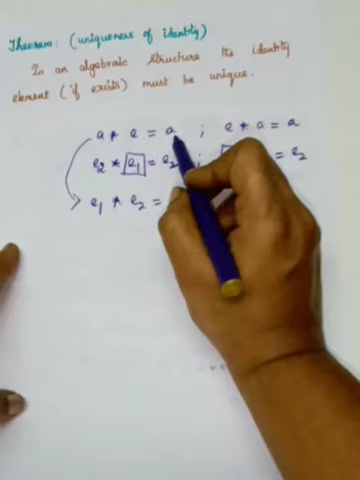 Theorem: (uniqueness of identity)
In an algebraic structure its identity
element (if exists) must be unique.
a * e = a ; e * a = a
e₂ * e₁ = e₂ ; = e₂
e₁ * e₂ =